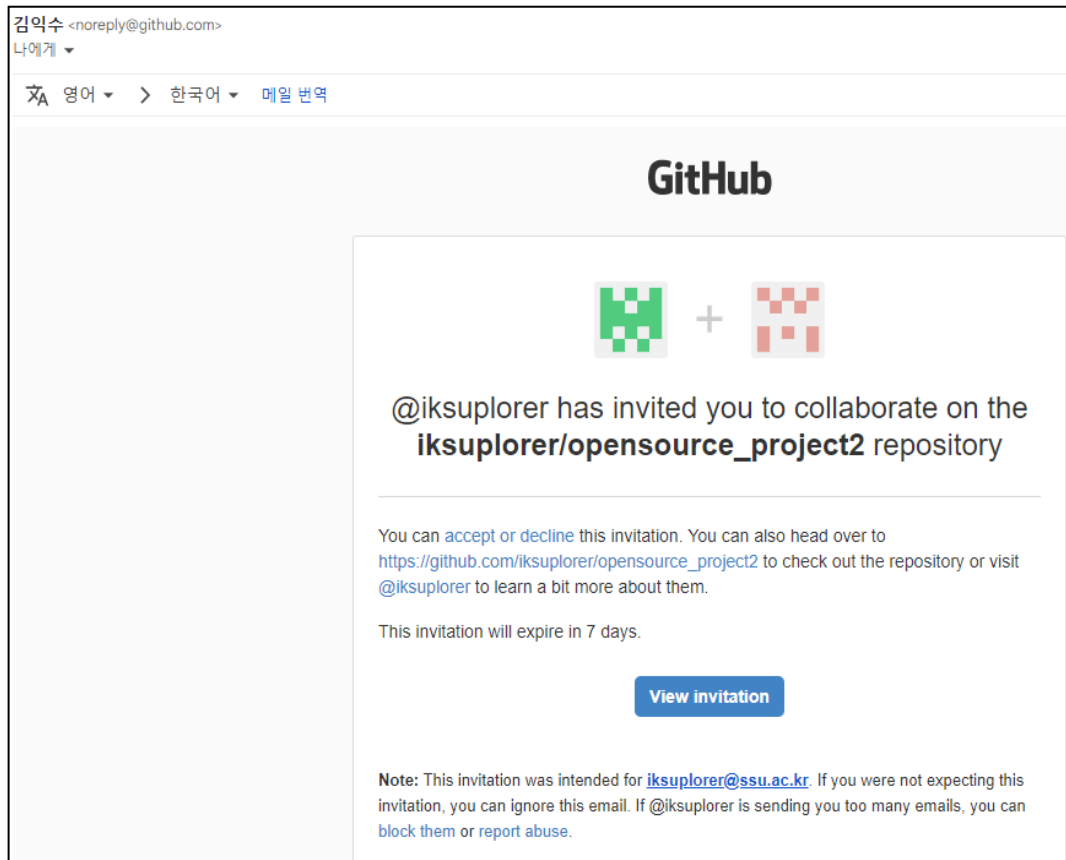 김익수 <noreply@github.com>
나에게
영어 한국어 메일 번역
GitHub
@iksuplorer has invited you to collaborate on the
iksuplorer/opensource_project2 repository
You can accept or decline this invitation. You can also head over to
https://github.com/iksuplorer/opensource_project2 to check out the repository or visit
@iksuplorer to learn a bit more about them.
This invitation will expire in 7 days.
View invitation
Note: This invitation was intended for iksuplorer@ssu.ac.kr. If you were not expecting this
invitation, you can ignore this email. If @iksuplorer is sending you too many emails, you can
block them or report abuse.